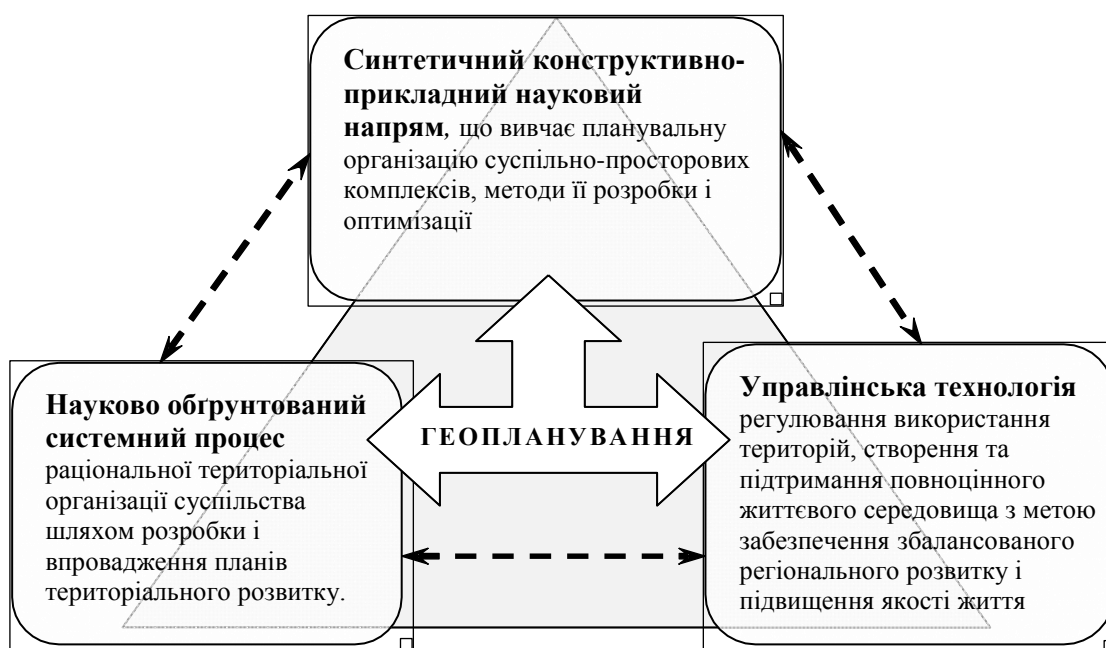 Синтетичний конструктивно-
прикладний науковий
напрям, що вивчає планувальну
організацію суспільно-просторових
комплексів, методи її розробки і
оптимізації
Науково обґрунтований
системний процес
раціональної територіальної
організації суспільства
шляхом розробки і
впровадження планів
територіального розвитку.
ГЕОПЛАНУВАННЯ
Управлінська технологія
регулювання використання
територій, створення та
підтримання повноцінного
життєвого середовища з метою
забезпечення збалансованого
регіонального розвитку і
підвищення якості життя